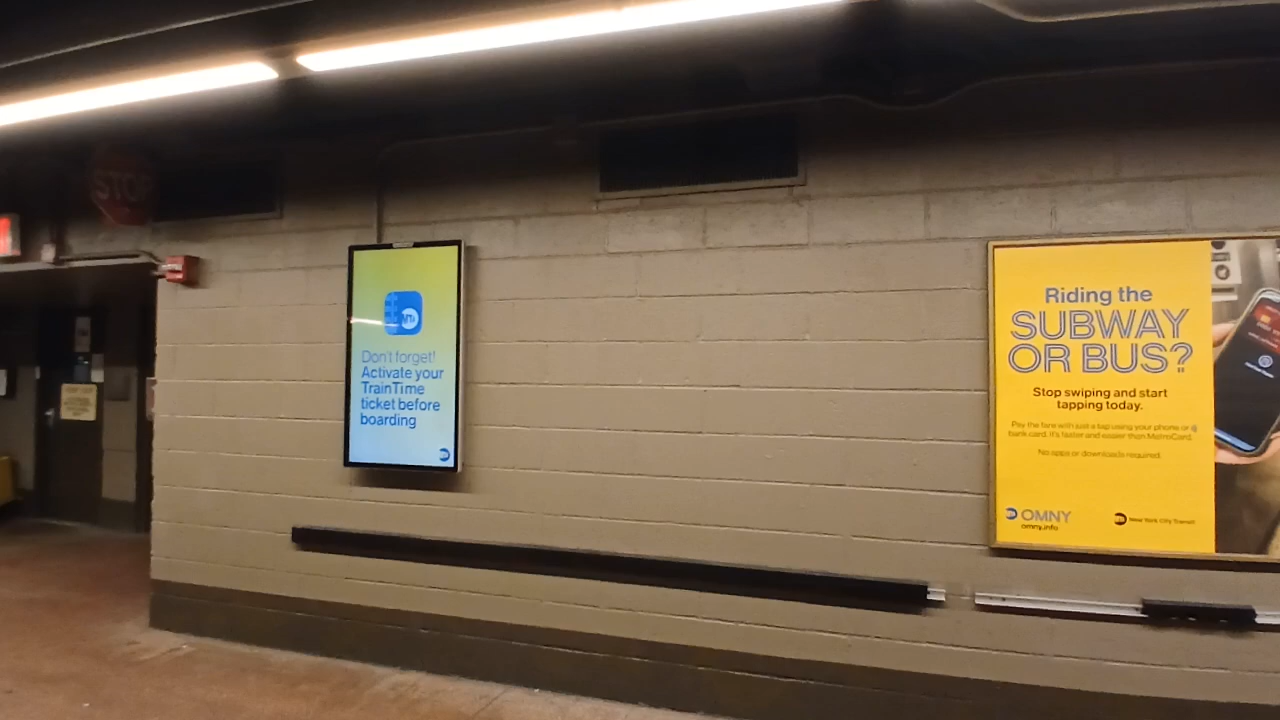 STOP
MTA
Don't forget!
Activate your
TrainTime
ticket before
boarding
Riding the
SUBWAY
OR BUS?
Stop swiping and start
tapping today.
Pay the fare with just a tap using your phone or
bank card. It's faster and easier than MetroCard.
No apps or downloads required.
OMNY
omny.info
New York City Transit